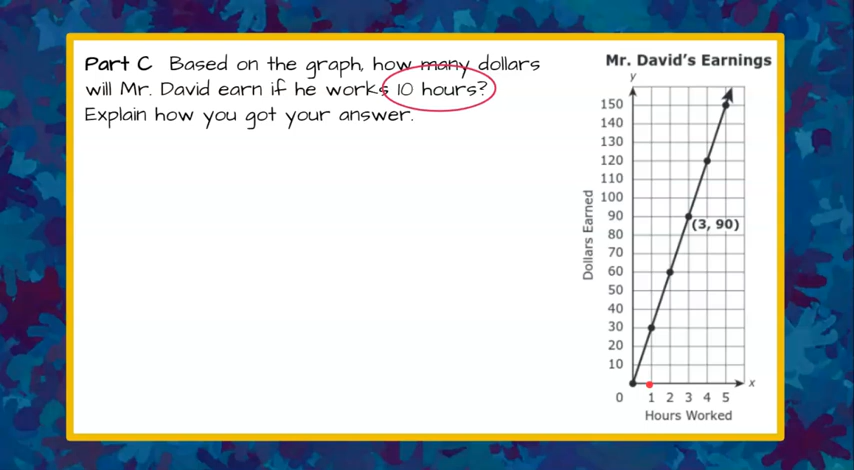 Part C Based on the graph, how many dollars
will Mr. David earn if he works 10 hours?
Explain how you got your answer.
Mr. David's Earnings
y
150
140
130
120
110
100
90
80
70
60
50
40
30
20
10
(3, 90)
Dollars Earned
x
0 1 2 3 4 5
Hours Worked